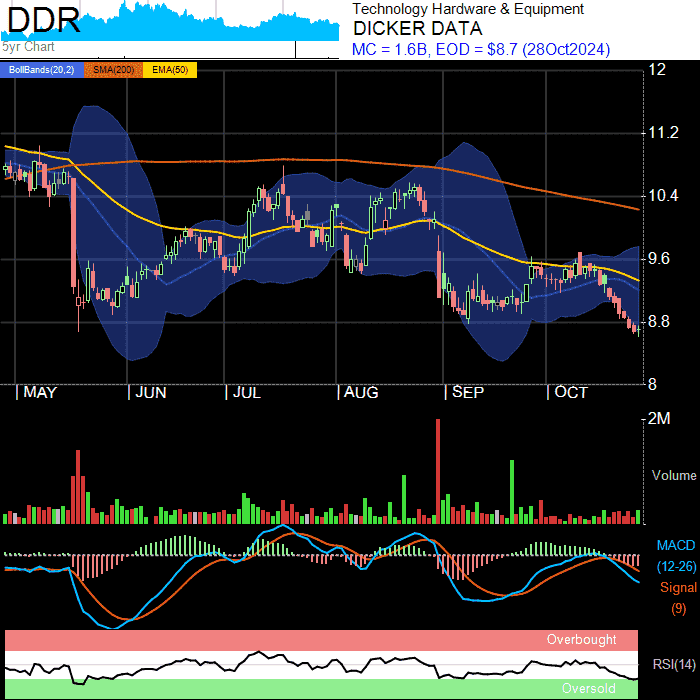 DDR
5yr Chart
Technology Hardware & Equipment
DICKER DATA
MC = 1.6B, EOD = $8.7 (28Oct2024)
BollBands(20,2) SMA(200) EMA(50)
12
11.2
10.4
9.6
8.8
8
MAY JUN JUL AUG SEP OCT
2M
Volume
MACD
(12-26)
Signal
(9)
Overbought
RSI(14)
Oversold